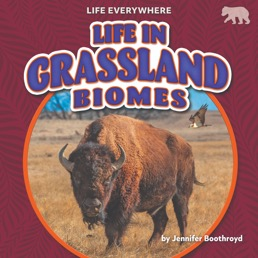 LIFE EVERYWHERE
LIFE IN
GRASSLAND
BIOMES
by Jennifer Boothroyd